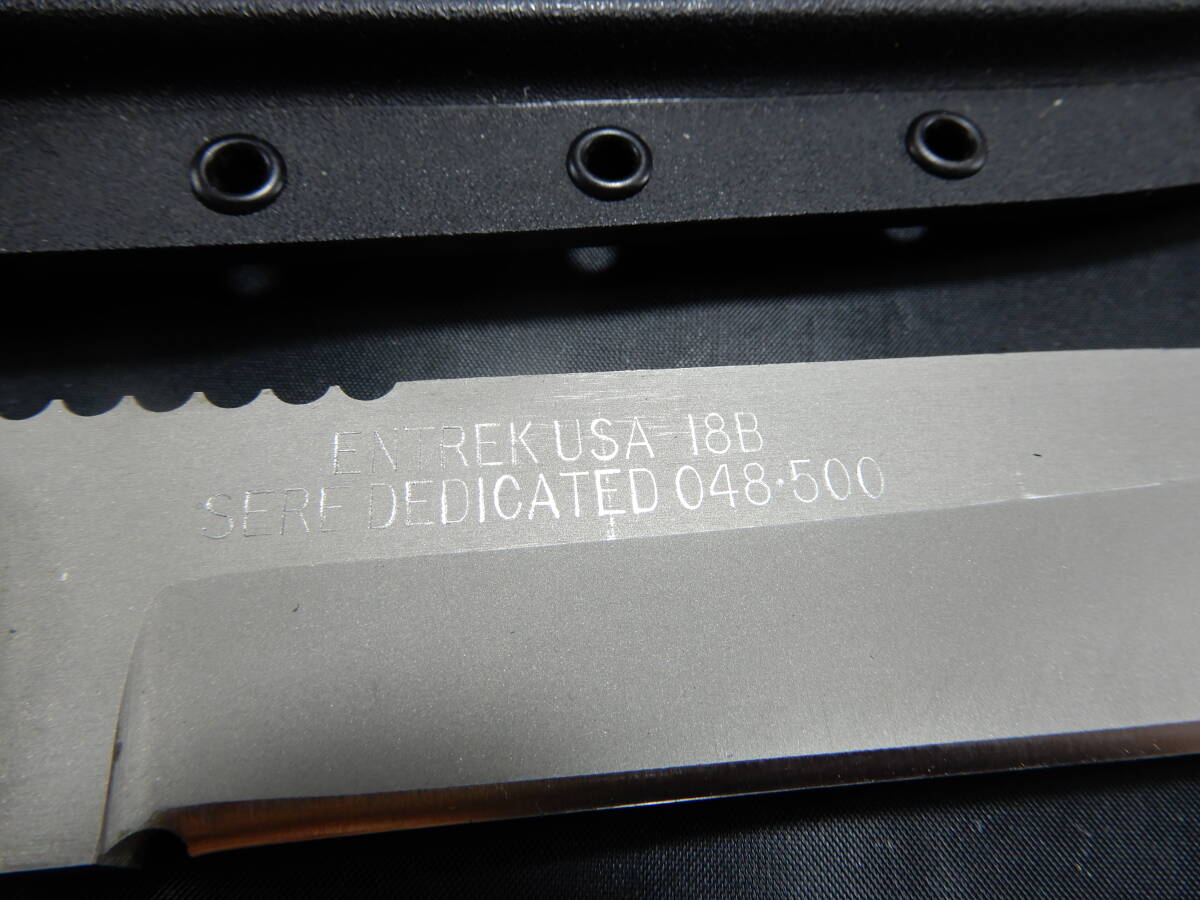 ENTREK USA-18B
SERE DEDICATED 048·500